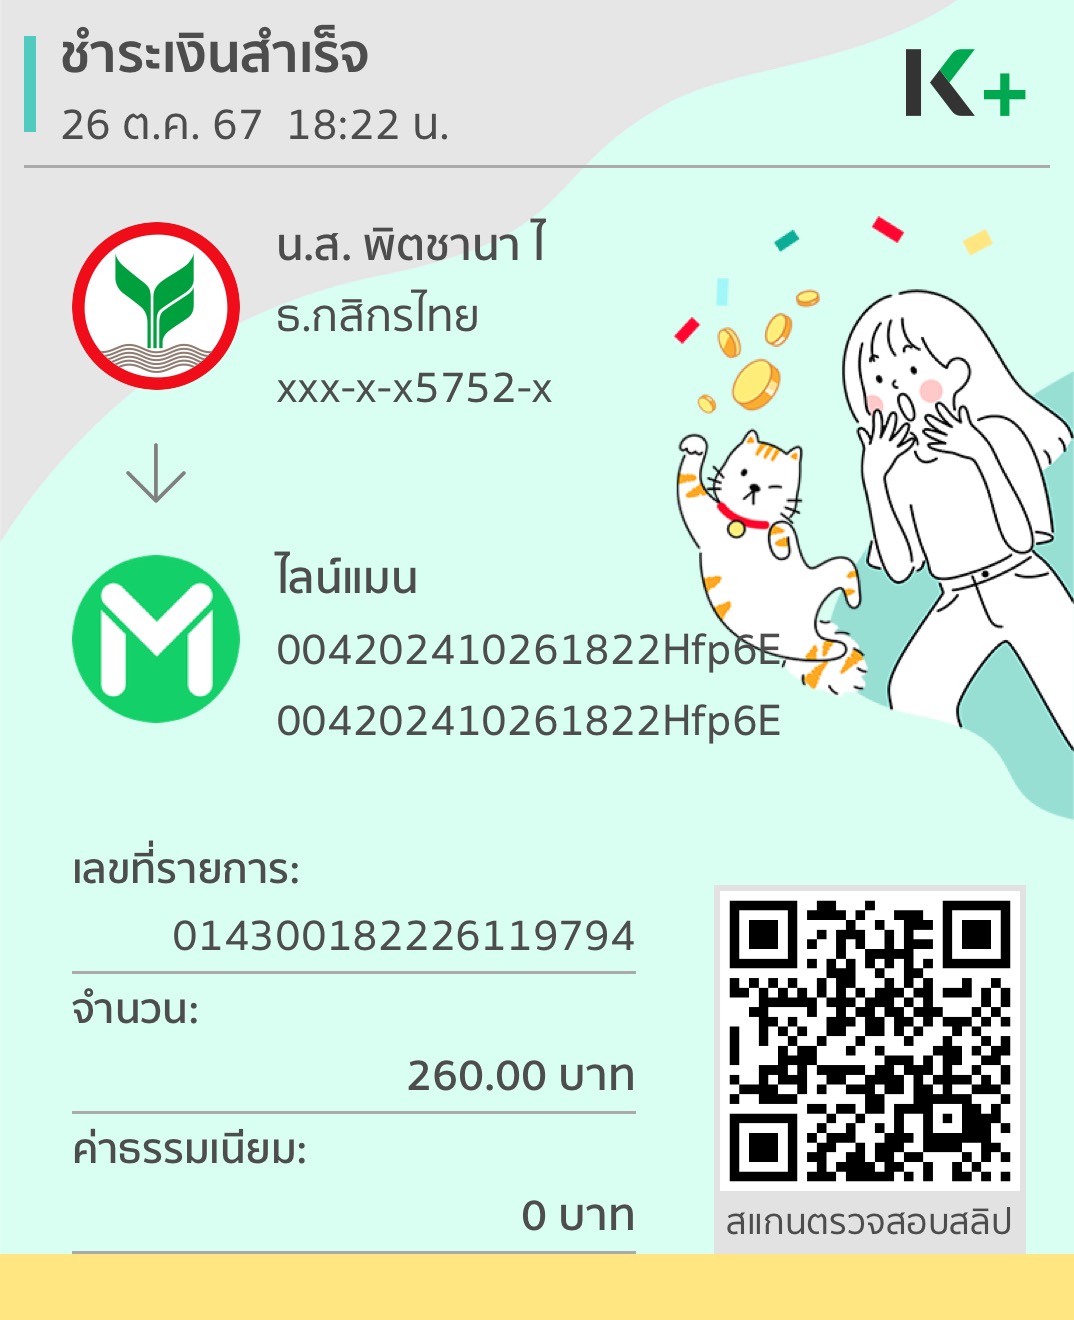 ชำระเงินสำเร็จ
26 ต.ค. 67 18:22 น.
K+
น.ส. พิตชานา ไ
ธ.กสิกรไทย
xxx-x-x5752-x
ไลน์แมน
004202410261822Hfp6E
004202410261822Hfp6E
เลขที่รายการ:
014300182226119794
จำนวน:
260.00 บาท
ค่าธรรมเนียม:
0 บาท
สแกนตรวจสอบสลิป